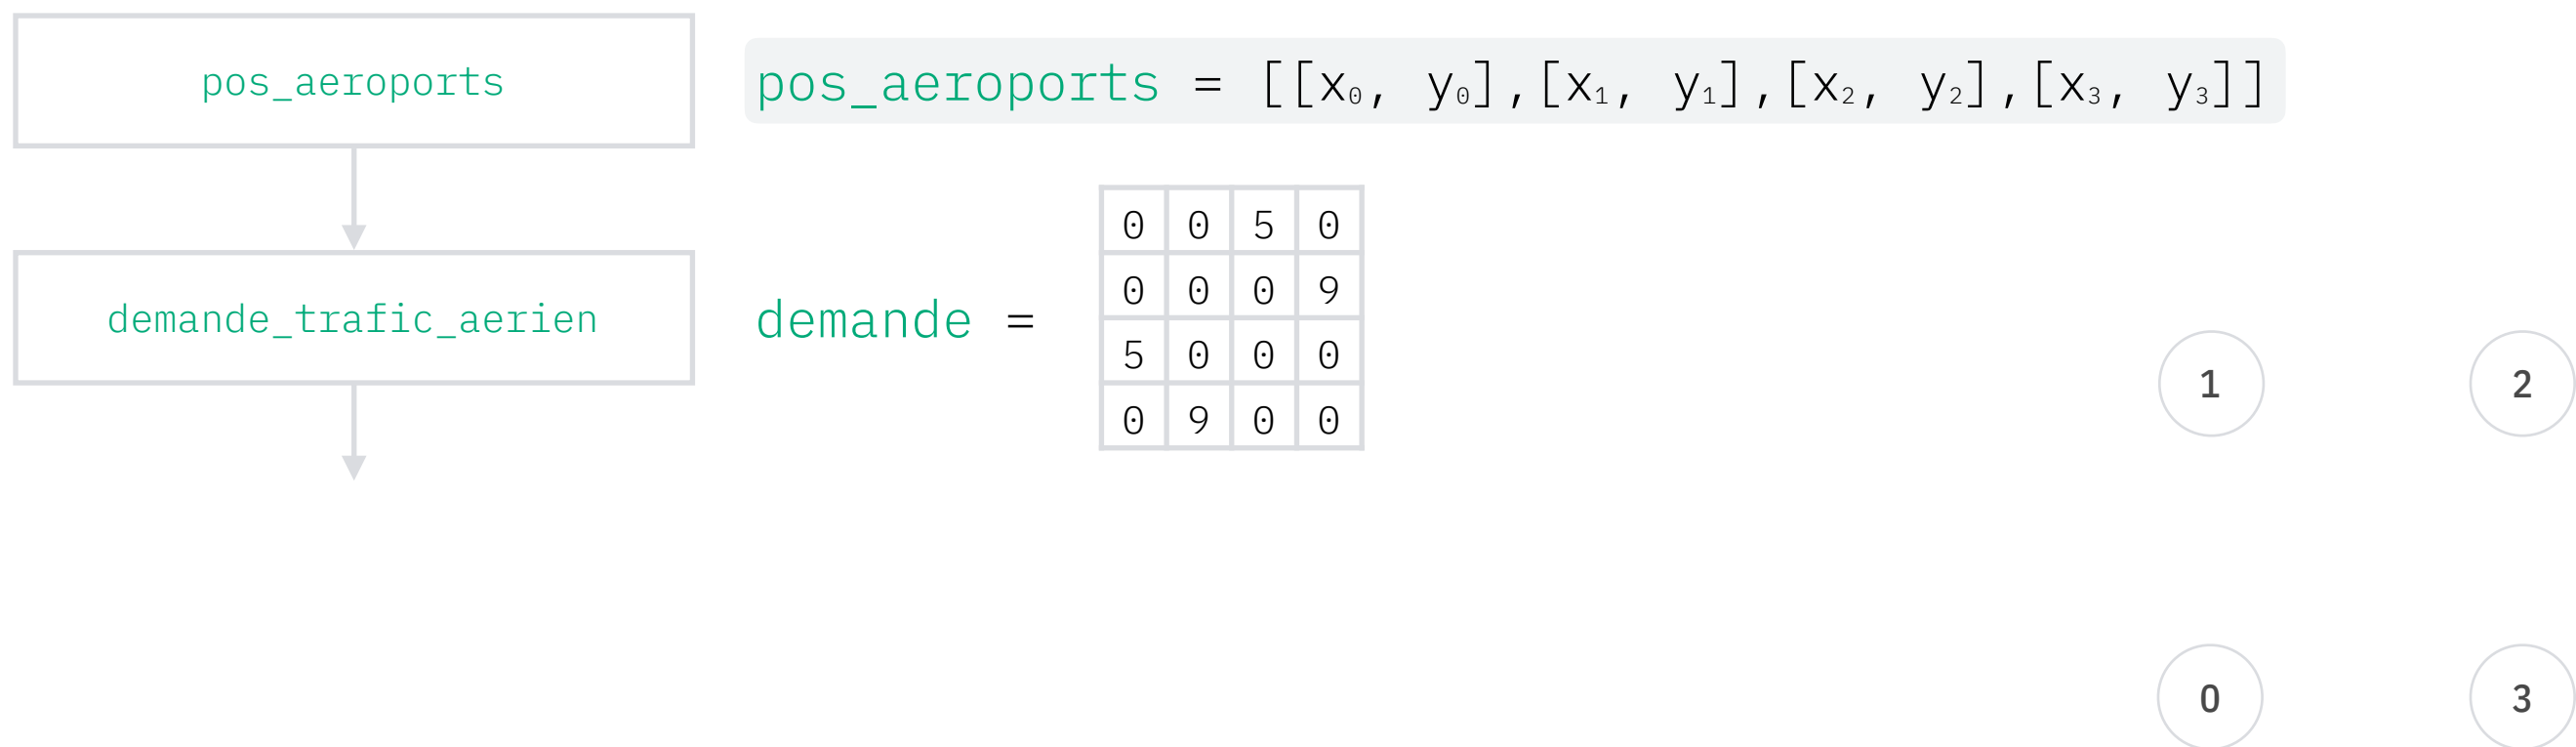 pos_aeroports
pos_aeroports = [[x₀, y₀],[x₁, y₁],[x₂, y₂],[x₃, y₃]]
demande_trafic_aerien
demande =
0 0 5 0
0 0 0 9
5 0 0 0
0 9 0 0
1 2
0 3